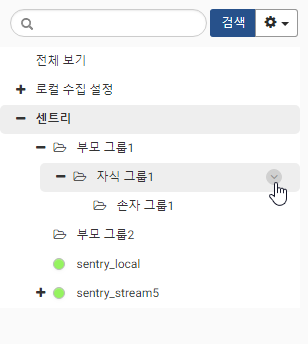 검색
전체 보기
로컬 수집 설정
센트리
부모 그룹1
자식 그룹1
손자 그룹1
부모 그룹2
sentry_local
sentry_stream5